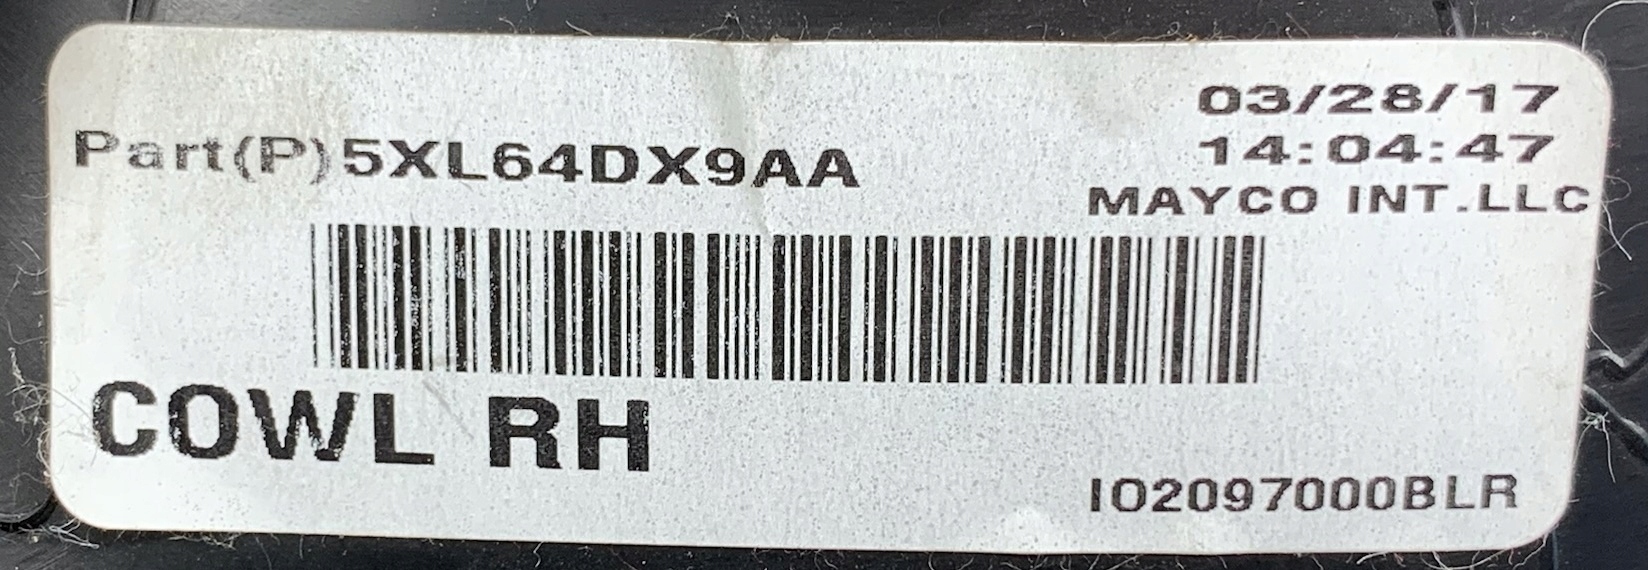 03/28/17
14:04:47
Part(P)5XL64DX9AA
MAYCO INT.LLC
COWL RH
IO2097000BLR